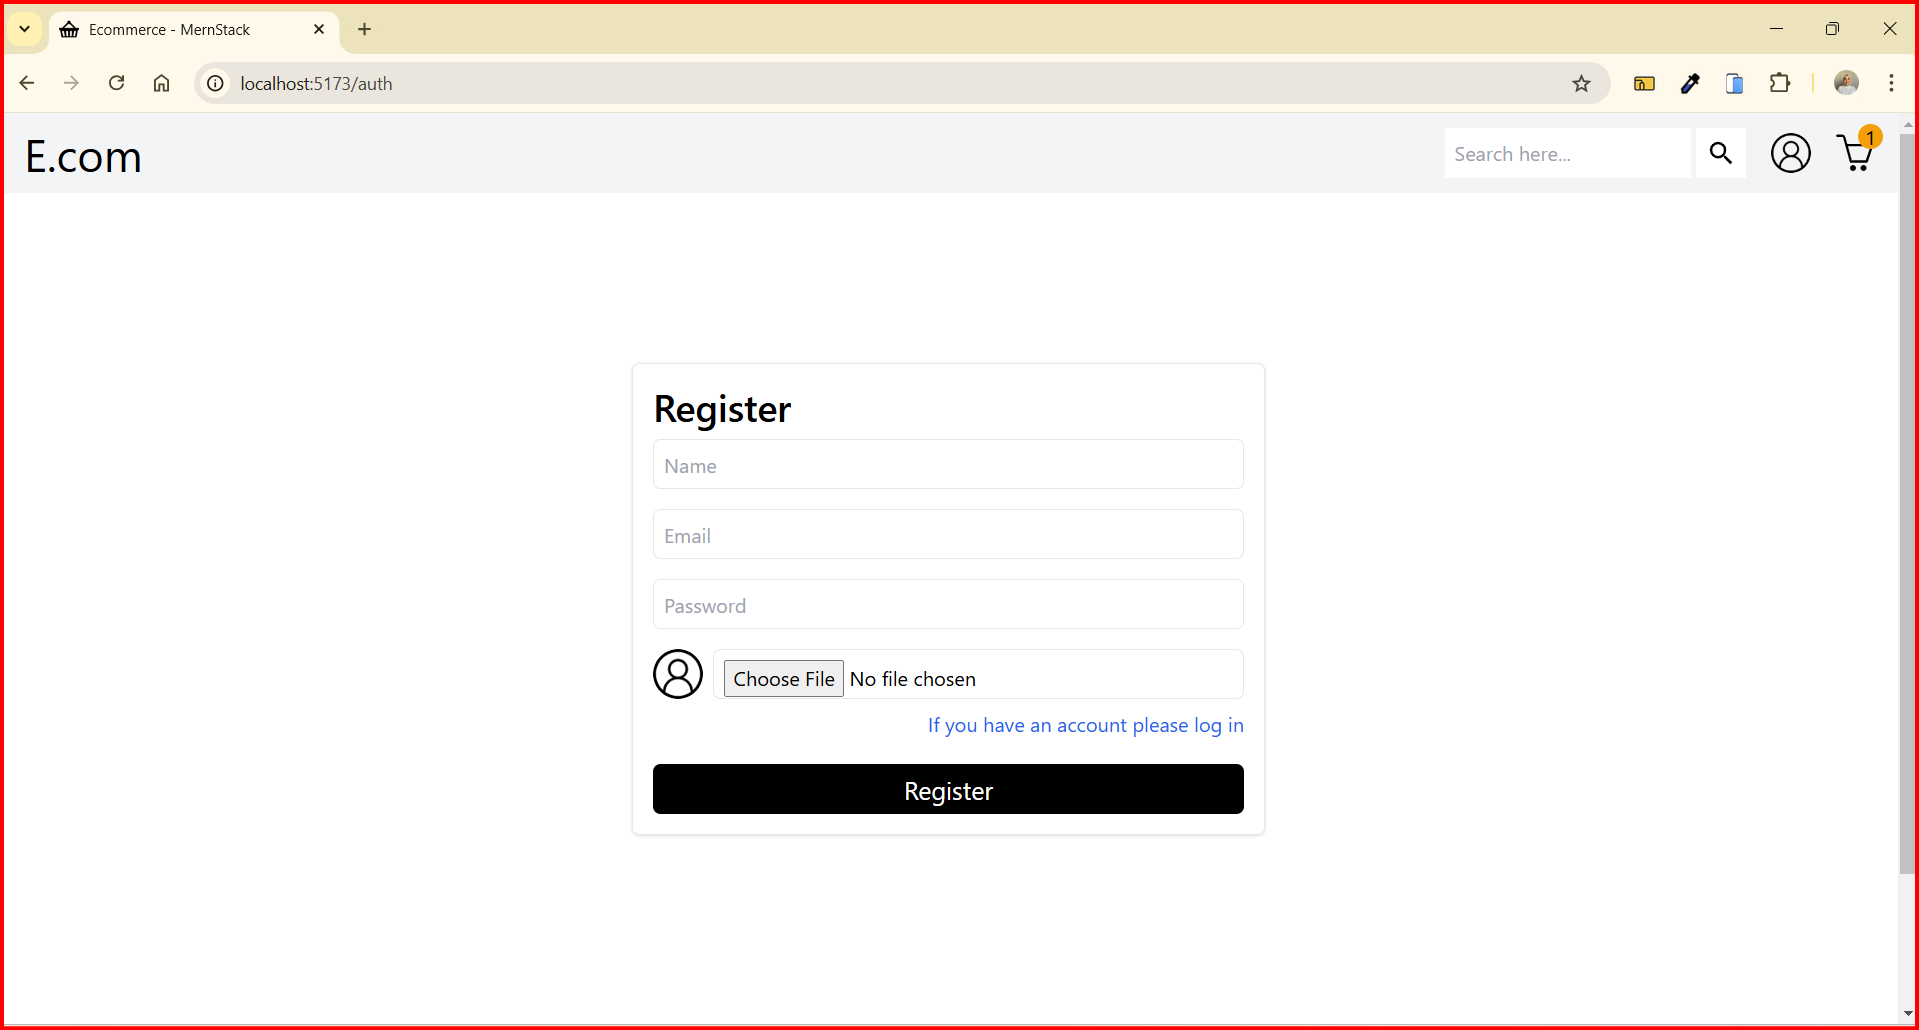 Ecommerce - MernStack
localhost:5173/auth
E.com
Search here...
1
Register
Name
Email
Password
Choose File No file chosen
If you have an account please log in
Register